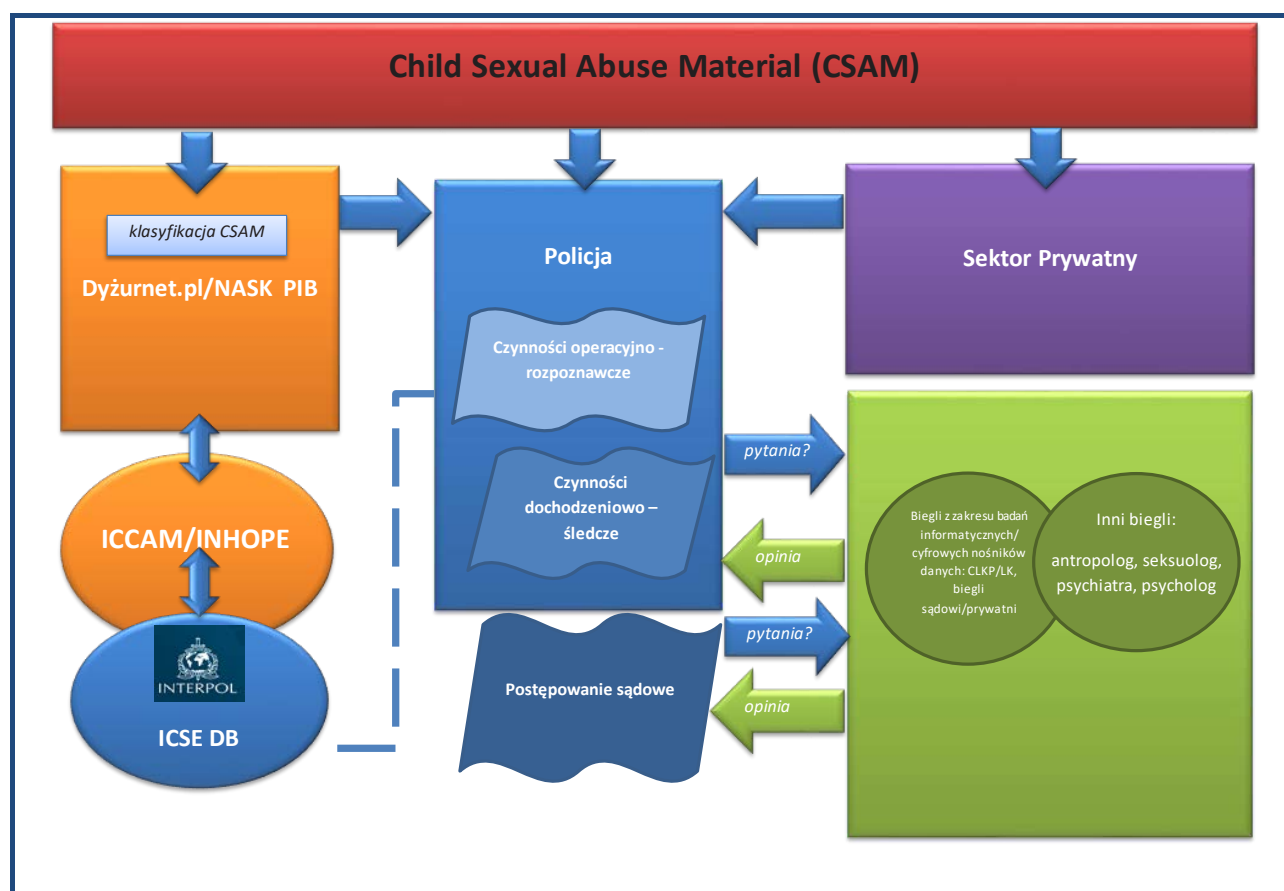 Child Sexual Abuse Material (CSAM)
klasyfikacja CSAM
Dyżurnet.pl/NASK PIB
ICCAM/INHOPE
INTERPOL
ICSE DB
Policja
Czynności operacyjno -
rozpoznawcze
Czynności
dochodzeniowo –
śledcze
Postępowanie sądowe
pytania?
opinia
pytania?
opinia
Sektor Prywatny
Biegli z zakresu badań
informatycznych/
cyfrowych nośników
danych: CLKP/LK,
biegli
sądowi/prywatni
Inni biegli:
antropolog, seksuolog,
psychiatra, psycholog